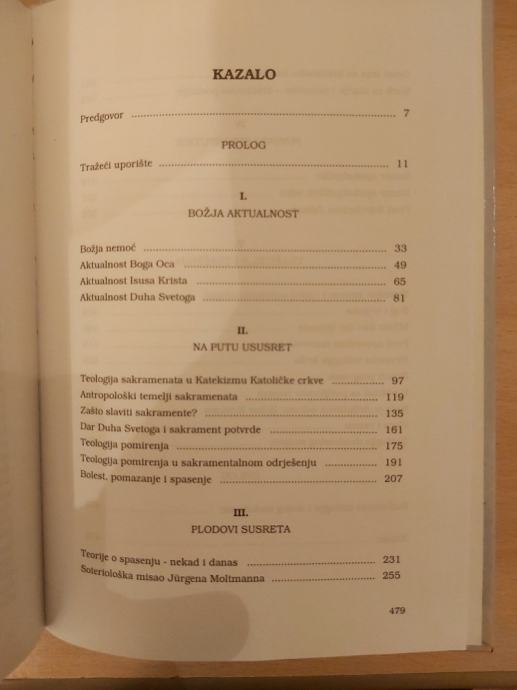 KAZALO
Predgovor ........ 7
PROLOG
Tražeći uporište ........ 11
I.
BOŽJA AKTUALNOST
Božja nemoć ........ 33
Aktualnost Boga Oca ........ 49
Aktualnost Isusa Krista ........ 65
Aktualnost Duha Svetoga ........ 81
II.
NA PUTU USUSRET
Teologija sakramenata u Katekizmu Katoličke crkve ........ 97
Antropološki temelji sakramenata ........ 119
Zašto slaviti sakramente? ........ 135
Dar Duha Svetoga i sakrament potvrde ........ 161
Teologija pomirenja ........ 175
Teologija pomirenja u sakramentalnom odrješenju ........ 191
Bolest, pomazanje i spasenje ........ 207
III.
PLODOVI SUSRETA
Teorije o spasenju - nekad i danas ........ 231
Soteriološka misao Jürgena Moltmanna ........ 255
479